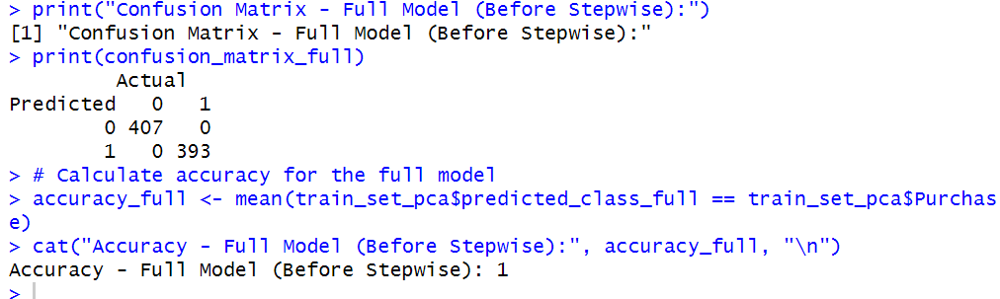 > print("Confusion Matrix - Full Model (Before Stepwise):")
[1] "Confusion Matrix - Full Model (Before Stepwise):"
> print(confusion_matrix_full)
         Actual
Predicted   0   1
        0 407   0
        1   0 393
> # Calculate accuracy for the full model
> accuracy_full <- mean(train_set_pca$predicted_class_full == train_set_pca$Purchas
e)
> cat("Accuracy - Full Model (Before Stepwise):", accuracy_full, "\n")
Accuracy - Full Model (Before Stepwise): 1
>